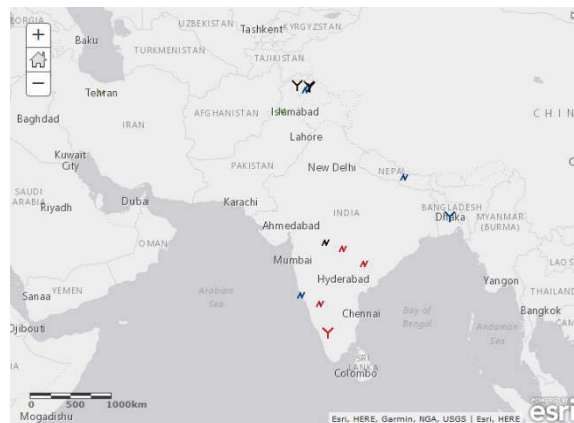 UZBEKISTAN
Tashkent
KYRGYZSTAN
GEORGIA
Baku
TURKMENISTAN
TAJIKISTAN
+
−
Tehran
Islamabad
AFGHANISTAN
CHIN
Baghdad
IRAN
Lahore
Kuwait
City
PAKISTAN
New Delhi
NEPAL
SAUDI
ARABIA
Riyadh
Dubai
Karachi
BANGLADESH
Dhaka
MYANMAR
(BURMA)
LAOS
Ahmedabad
INDIA
OMAN
Mumbai
Hyderabad
Yangon
THAILAND
Sanaa
YEMEN
Arabian
Sea
Bay of
Bengal
Andaman
Sea
Bangkok
Chennai
CAM
Djibouti
SRI
LANKA
Colombo
0 500 1000km
Mogadishu
POWERED BY
esri
Esri, HERE, Garmin, NGA, USGS | Esri, HERE